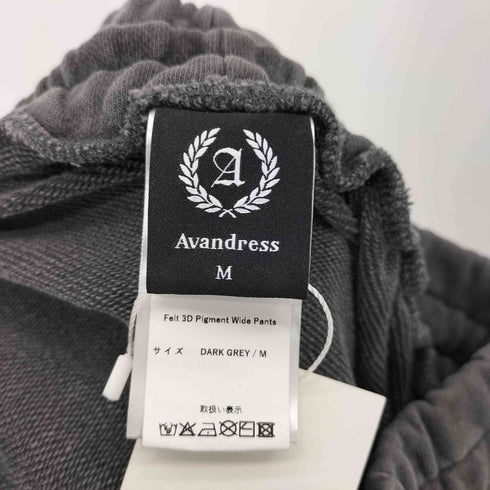 A
Avandress
M
Felt 3D Pigment Wide Pants
サイズ DARK GREY / M
取扱い表示